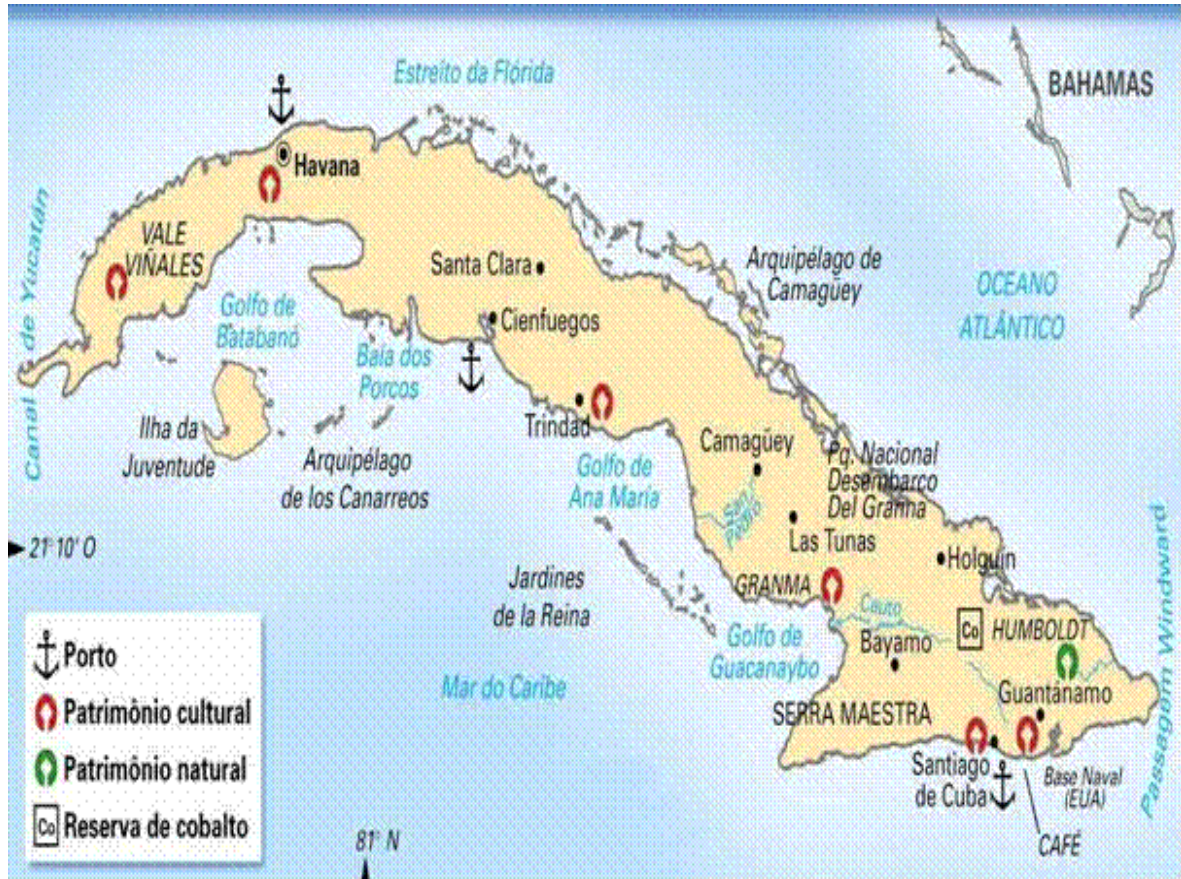 Estreito da Flórida
BAHAMAS
Havana
Canal de Yucatán
VALE
VIÑALES
Santa Clara
Arquipélago de
Camagüey
OCEANO
ATLÂNTICO
Golfo de
Batabanó
Cienfuegos
Baía dos
Porcos
Ilha da
Juventude
Arquipélago
de los Canarreos
Trindad
Golfo de
Ana María
Camagüey
Pq. Nacional
Desembarco
Del Granna
San
Pedro
Las Tunas
21° 10' O
Jardines
de la Reina
GRANMA
Holguín
Passagem Windward
Cauto
Co
HUMBOLDT
Golfo de
Guacanaybo
Bayamo
Mar do Caribe
Guantánamo
SERRA MAESTRA
Santiago
de Cuba
Base Naval
(EUA)
CAFÉ
Porto
Patrimônio cultural
Patrimônio natural
Co Reserva de cobalto
81° N